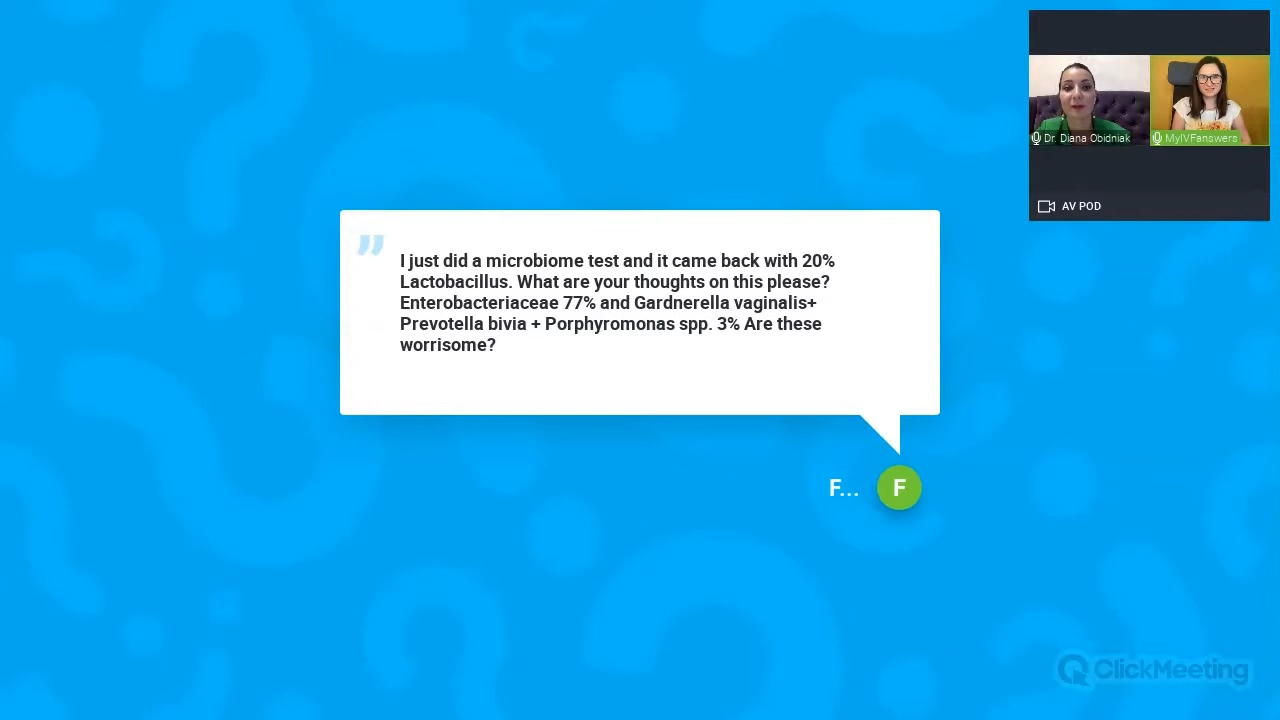 Dr. Diana Obidniak
MyIVFanswers
AV POD
I just did a microbiome test and it came back with 20%
Lactobacillus. What are your thoughts on this please?
Enterobacteriaceae 77% and Gardnerella vaginalis+
Prevotella bivia + Porphyromonas spp. 3% Are these
worrisome?
F...
F
ClickMeeting